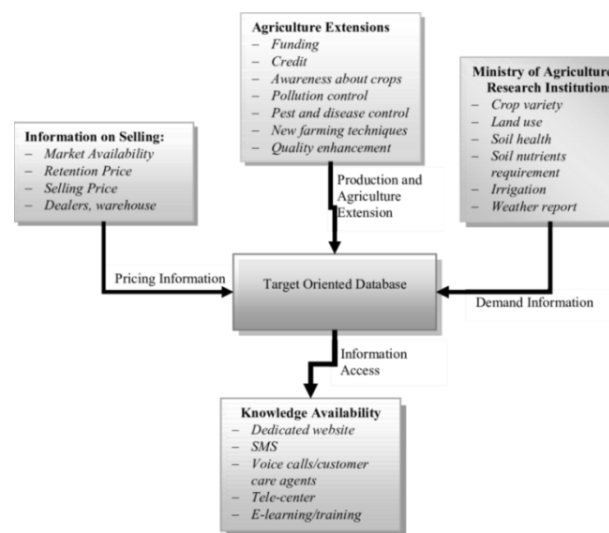 Agriculture Extensions
– Funding
– Credit
– Awareness about crops
– Pollution control
– Pest and disease control
– New farming techniques
– Quality enhancement
Ministry of Agriculture
Research Institutions
– Crop variety
– Land use
– Soil health
– Soil nutrients
requirement
– Irrigation
– Weather report
Information on Selling:
– Market Availability
– Retention Price
– Selling Price
– Dealers, warehouse
Production and
Agriculture
Extension
Pricing Information
Target Oriented Database
Demand Information
Information
Access
Knowledge Availability
– Dedicated website
– SMS
– Voice calls/customer
care agents
– Tele-center
– E-learning/training